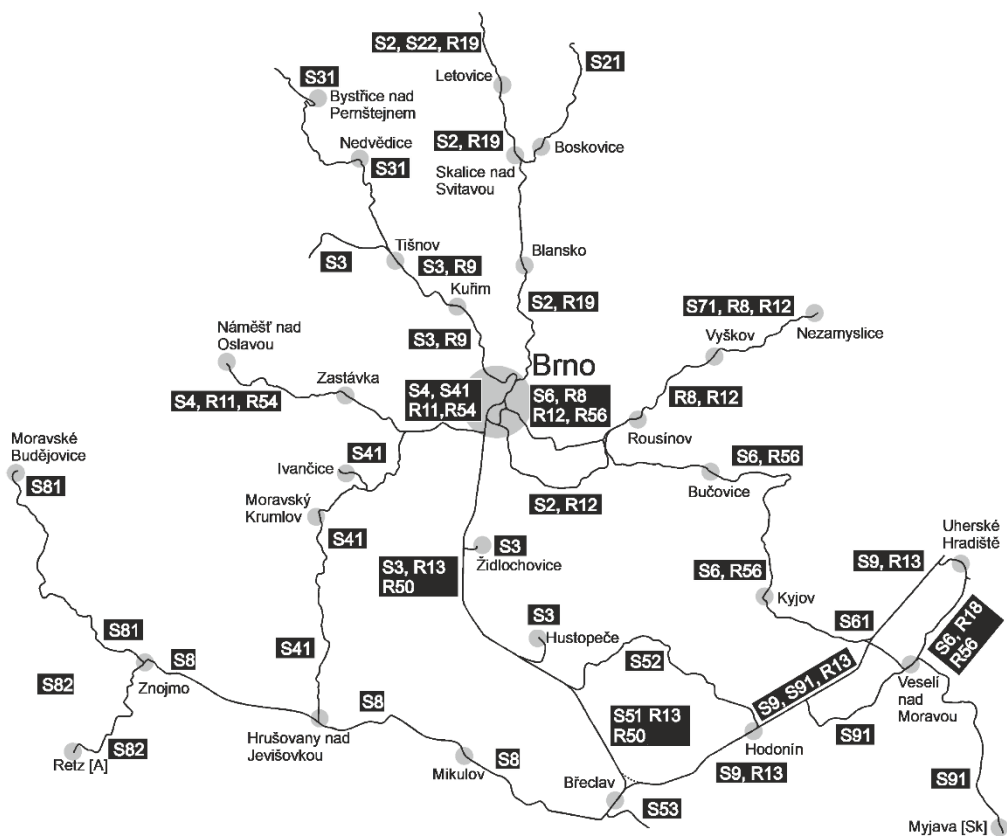 S2, S22, R19
S21
Letovice
S31
Bystřice nad
Pernštejnem
Nedvědice
S2, R19
Boskovice
S31
Skalice nad
Svitavou
Tišnov
S3
S3, R9
Blansko
Kuřim
S2, R19
S71, R8, R12
Nezamyslice
Vyškov
Náměšť nad
Oslavou
S3, R9
Brno
Zastávka
S4, S41
R11,R54
S6, R8
R12, R56
R8, R12
S4, R11, R54
Rousínov
Moravské
Budějovice
S41
Ivančice
S6, R56
S81
Bučovice
Moravský
Krumlov
S2, R12
S41
Uherské
Hradiště
S3
Židlochovice
S3, R13
R50
S9, R13
S6, R56
Kyjov
S3
S61
S81
S41
Hustopeče
S6, R18
R56
S8
S52
S82
Znojmo
S9, S91, R13
Veselí
nad
Moravou
S8
S51 R13
R50
Hrušovany nad
Jevišovkou
S82
Retz [A]
S91
Hodonín
S8
Mikulov
S9, R13
Břeclav
S91
S53
Myjava [Sk]